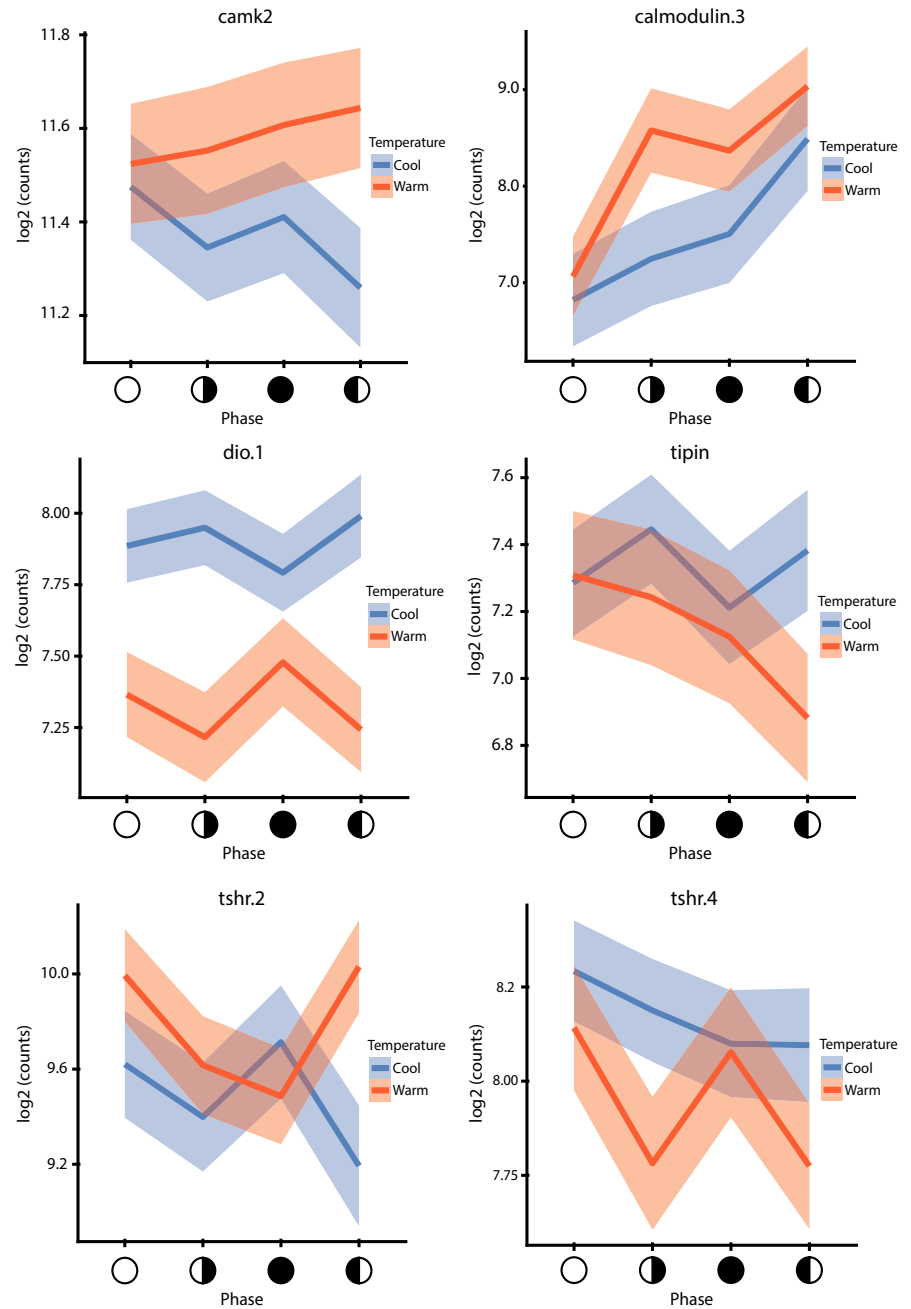 camk2
11.8
11.6
11.4
11.2
log2 (counts)
Phase
Temperature
Cool
Warm
calmodulin.3
9.0
8.0
7.0
log2 (counts)
Phase
Temperature
Cool
Warm
dio.1
8.00
7.75
7.50
7.25
log2 (counts)
Phase
Temperature
Cool
Warm
tipin
7.6
7.4
7.2
7.0
6.8
log2 (counts)
Phase
Temperature
Cool
Warm
tshr.2
10.0
9.6
9.2
log2 (counts)
Phase
Temperature
Cool
Warm
tshr.4
8.2
8.00
7.75
log2 (counts)
Phase
Temperature
Cool
Warm